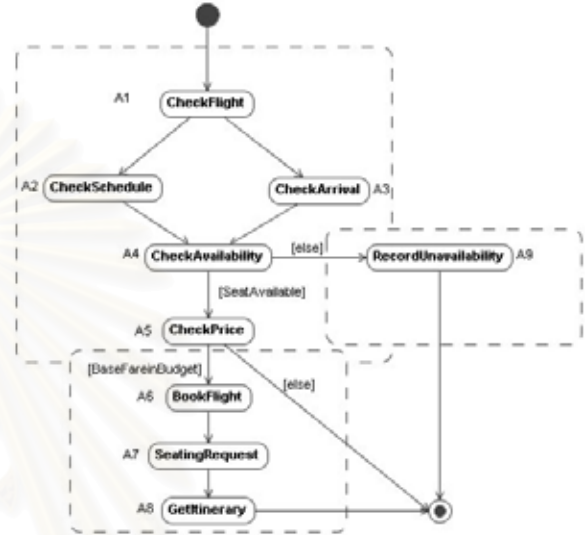 A1 CheckFlight
A2 CheckSchedule CheckArrival A3
A4 CheckAvailability [else] RecordUnavailability A9
[SeatAvailable]
A5 CheckPrice
[BaseFareinBudget]
A6 BookFlight [else]
A7 SeatingRequest
A8 GetItinerary